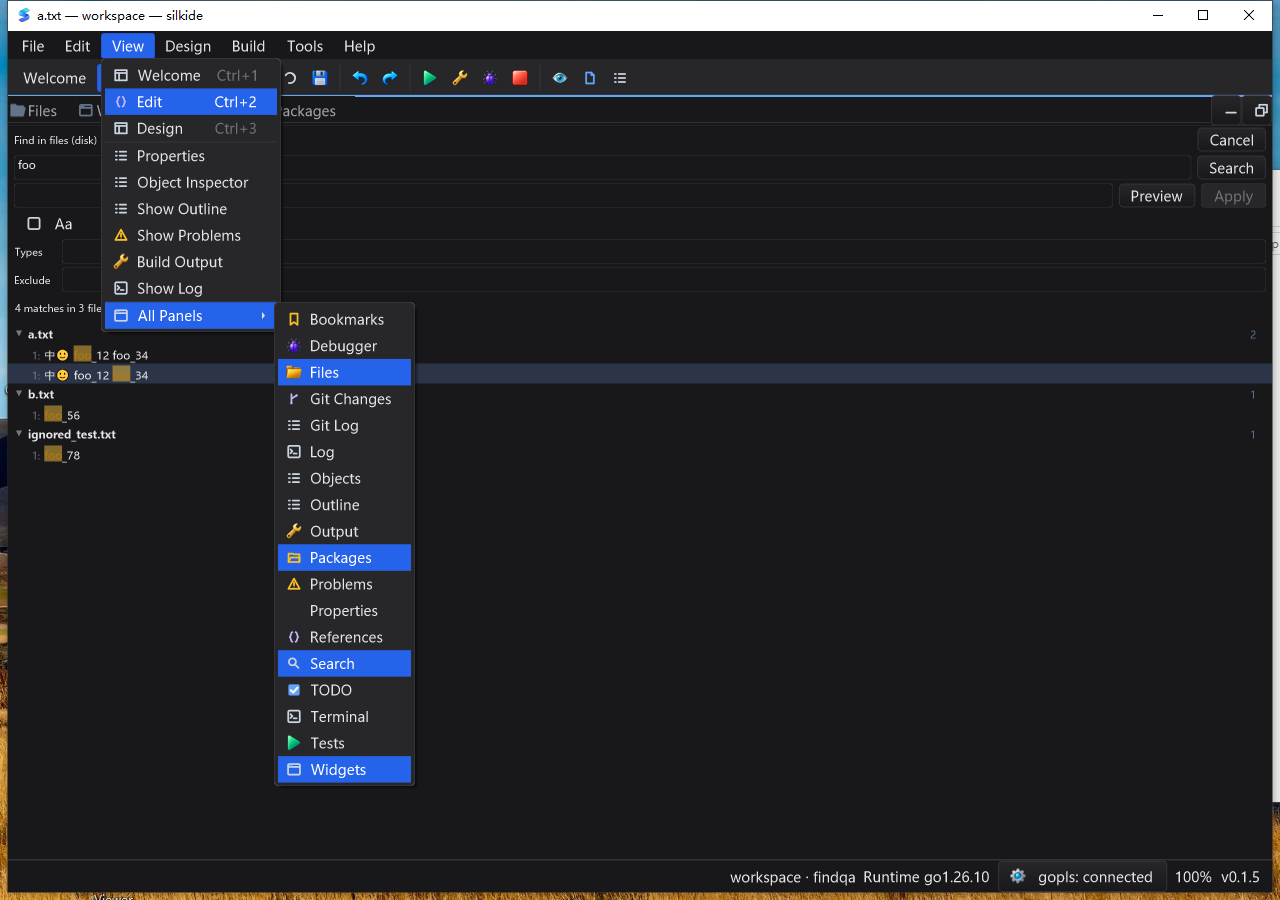 a.txt — workspace — silkide
File Edit View Design Build Tools Help
Welcome
Welcome Ctrl+1
Edit Ctrl+2
Design Ctrl+3
Properties
Object Inspector
Show Outline
Show Problems
Build Output
Show Log
All Panels
Files
ackages
Find in files (disk)
Cancel
foo
Search
Preview Apply
Aa
Types
Exclude
4 matches in 3 file
a.txt 2
1: 中🙂 foo_12 foo_34
1: 中🙂 foo_12 foo_34
b.txt 1
1: foo_56
ignored_test.txt 1
1: foo_78
Bookmarks
Debugger
Files
Git Changes
Git Log
Log
Objects
Outline
Output
Packages
Problems
Properties
References
Search
TODO
Terminal
Tests
Widgets
workspace · findqa Runtime go1.26.10 gopls: connected 100% v0.1.5